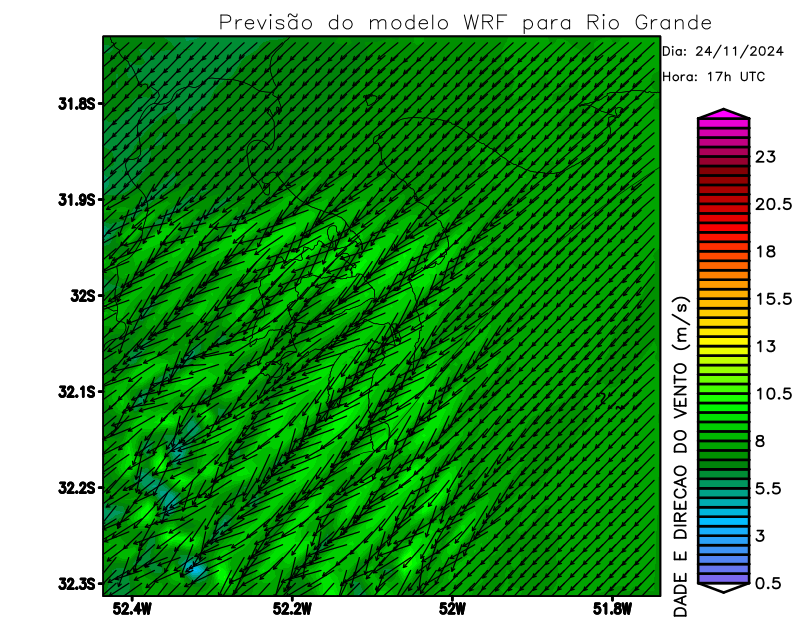 Previsão do modelo WRF para Rio Grande
Dia: 24/11/2024
Hora: 17h UTC
31.8S
31.9S
32S
32.1S
32.2S
32.3S
52.4W
52.2W
52W
51.8W
23
20.5
18
15.5
13
10.5
8
5.5
3
0.5
DADE E DIRECAO DO VENTO (m/s)